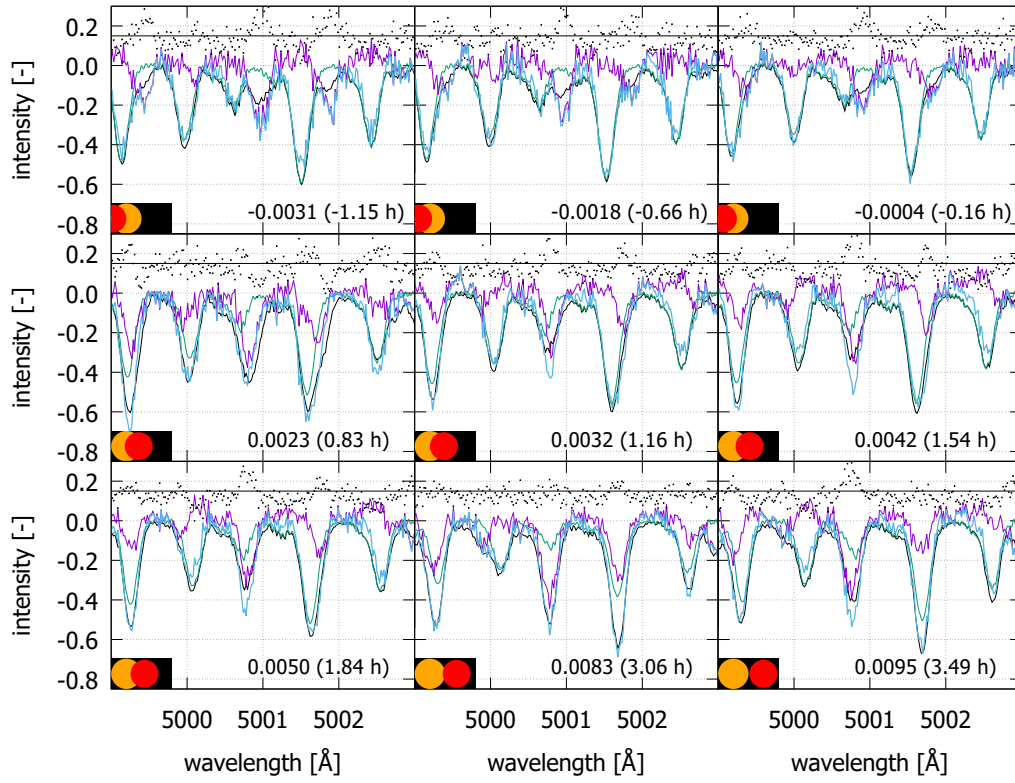 0.2
0.0
-0.2
-0.4
-0.6
-0.8
intensity [-]
-0.0031 (-1.15 h)
-0.0018 (-0.66 h)
-0.0004 (-0.16 h)
0.2
0.0
-0.2
-0.4
-0.6
-0.8
intensity [-]
0.0023 (0.83 h)
0.0032 (1.16 h)
0.0042 (1.54 h)
0.2
0.0
-0.2
-0.4
-0.6
-0.8
intensity [-]
0.0050 (1.84 h)
0.0083 (3.06 h)
0.0095 (3.49 h)
5000 5001 5002
5000 5001 5002
5000 5001 5002
wavelength [Å]
wavelength [Å]
wavelength [Å]